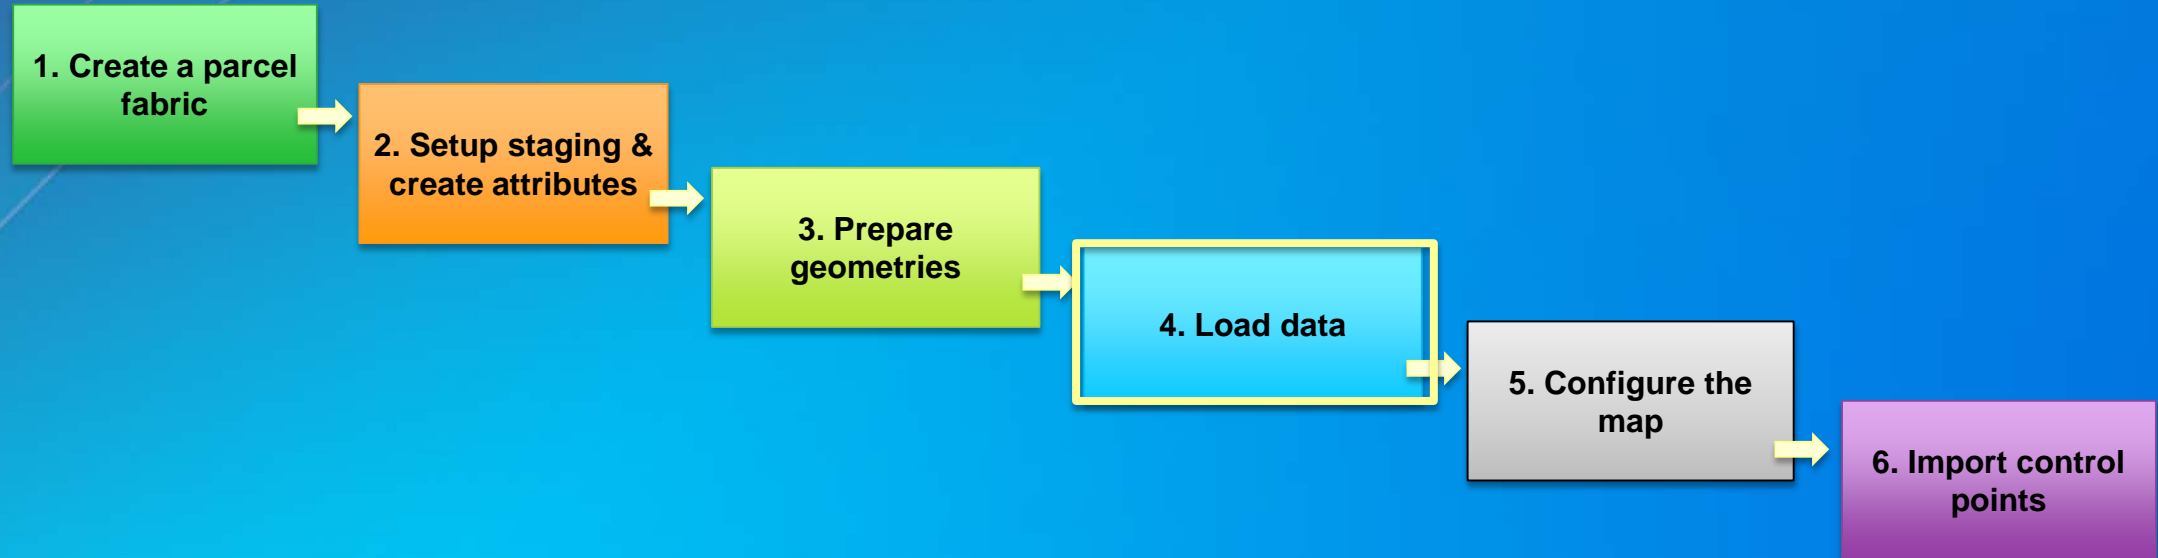 1. Create a parcel
fabric
2. Setup staging &
create attributes
3. Prepare
geometries
4. Load data
5. Configure the
map
6. Import control
points